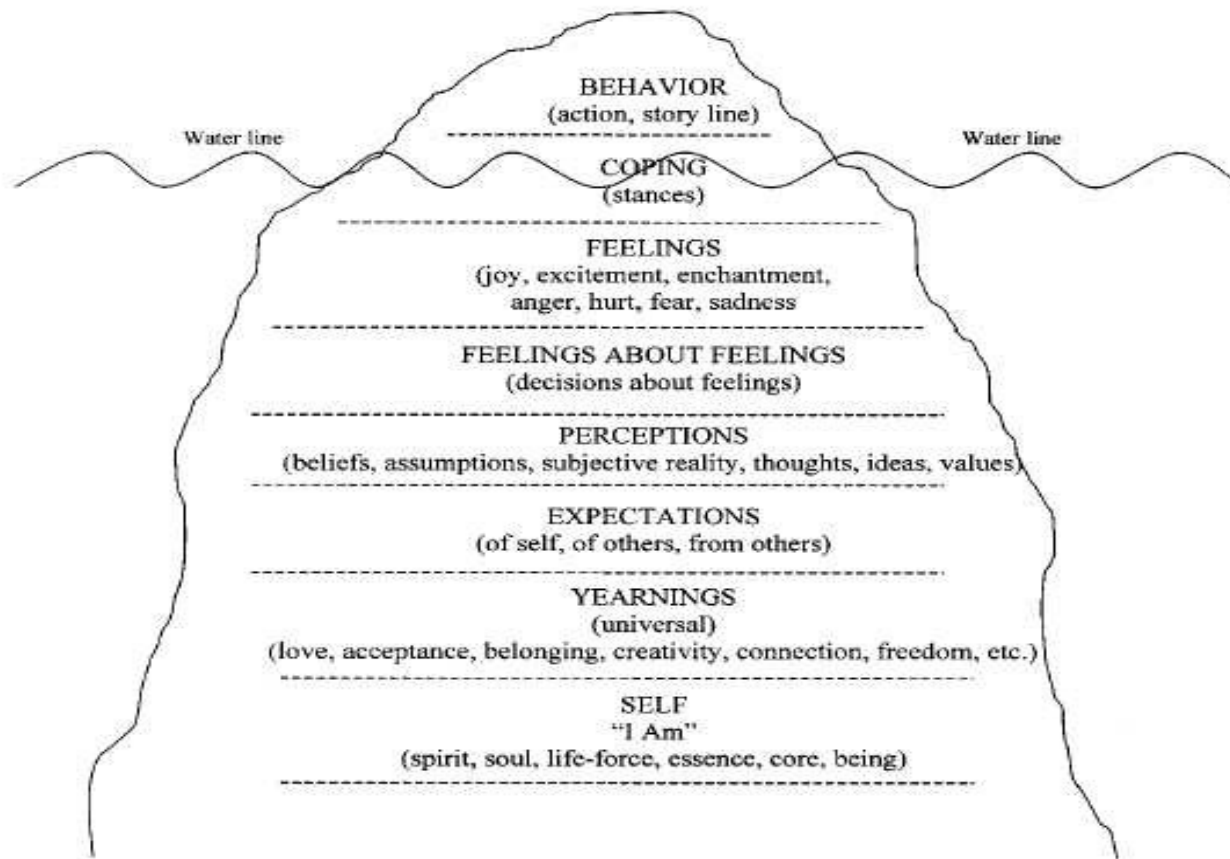 BEHAVIOR
(action, story line)
Water line
Water line
COPING
(stances)
FEELINGS
(joy, excitement, enchantment,
anger, hurt, fear, sadness
FEELINGS ABOUT FEELINGS
(decisions about feelings)
PERCEPTIONS
(beliefs, assumptions, subjective reality, thoughts, ideas, values)
EXPECTATIONS
(of self, of others, from others)
YEARNINGS
(universal)
(love, acceptance, belonging, creativity, connection, freedom, etc.)
SELF
“I Am”
(spirit, soul, life-force, essence, core, being)